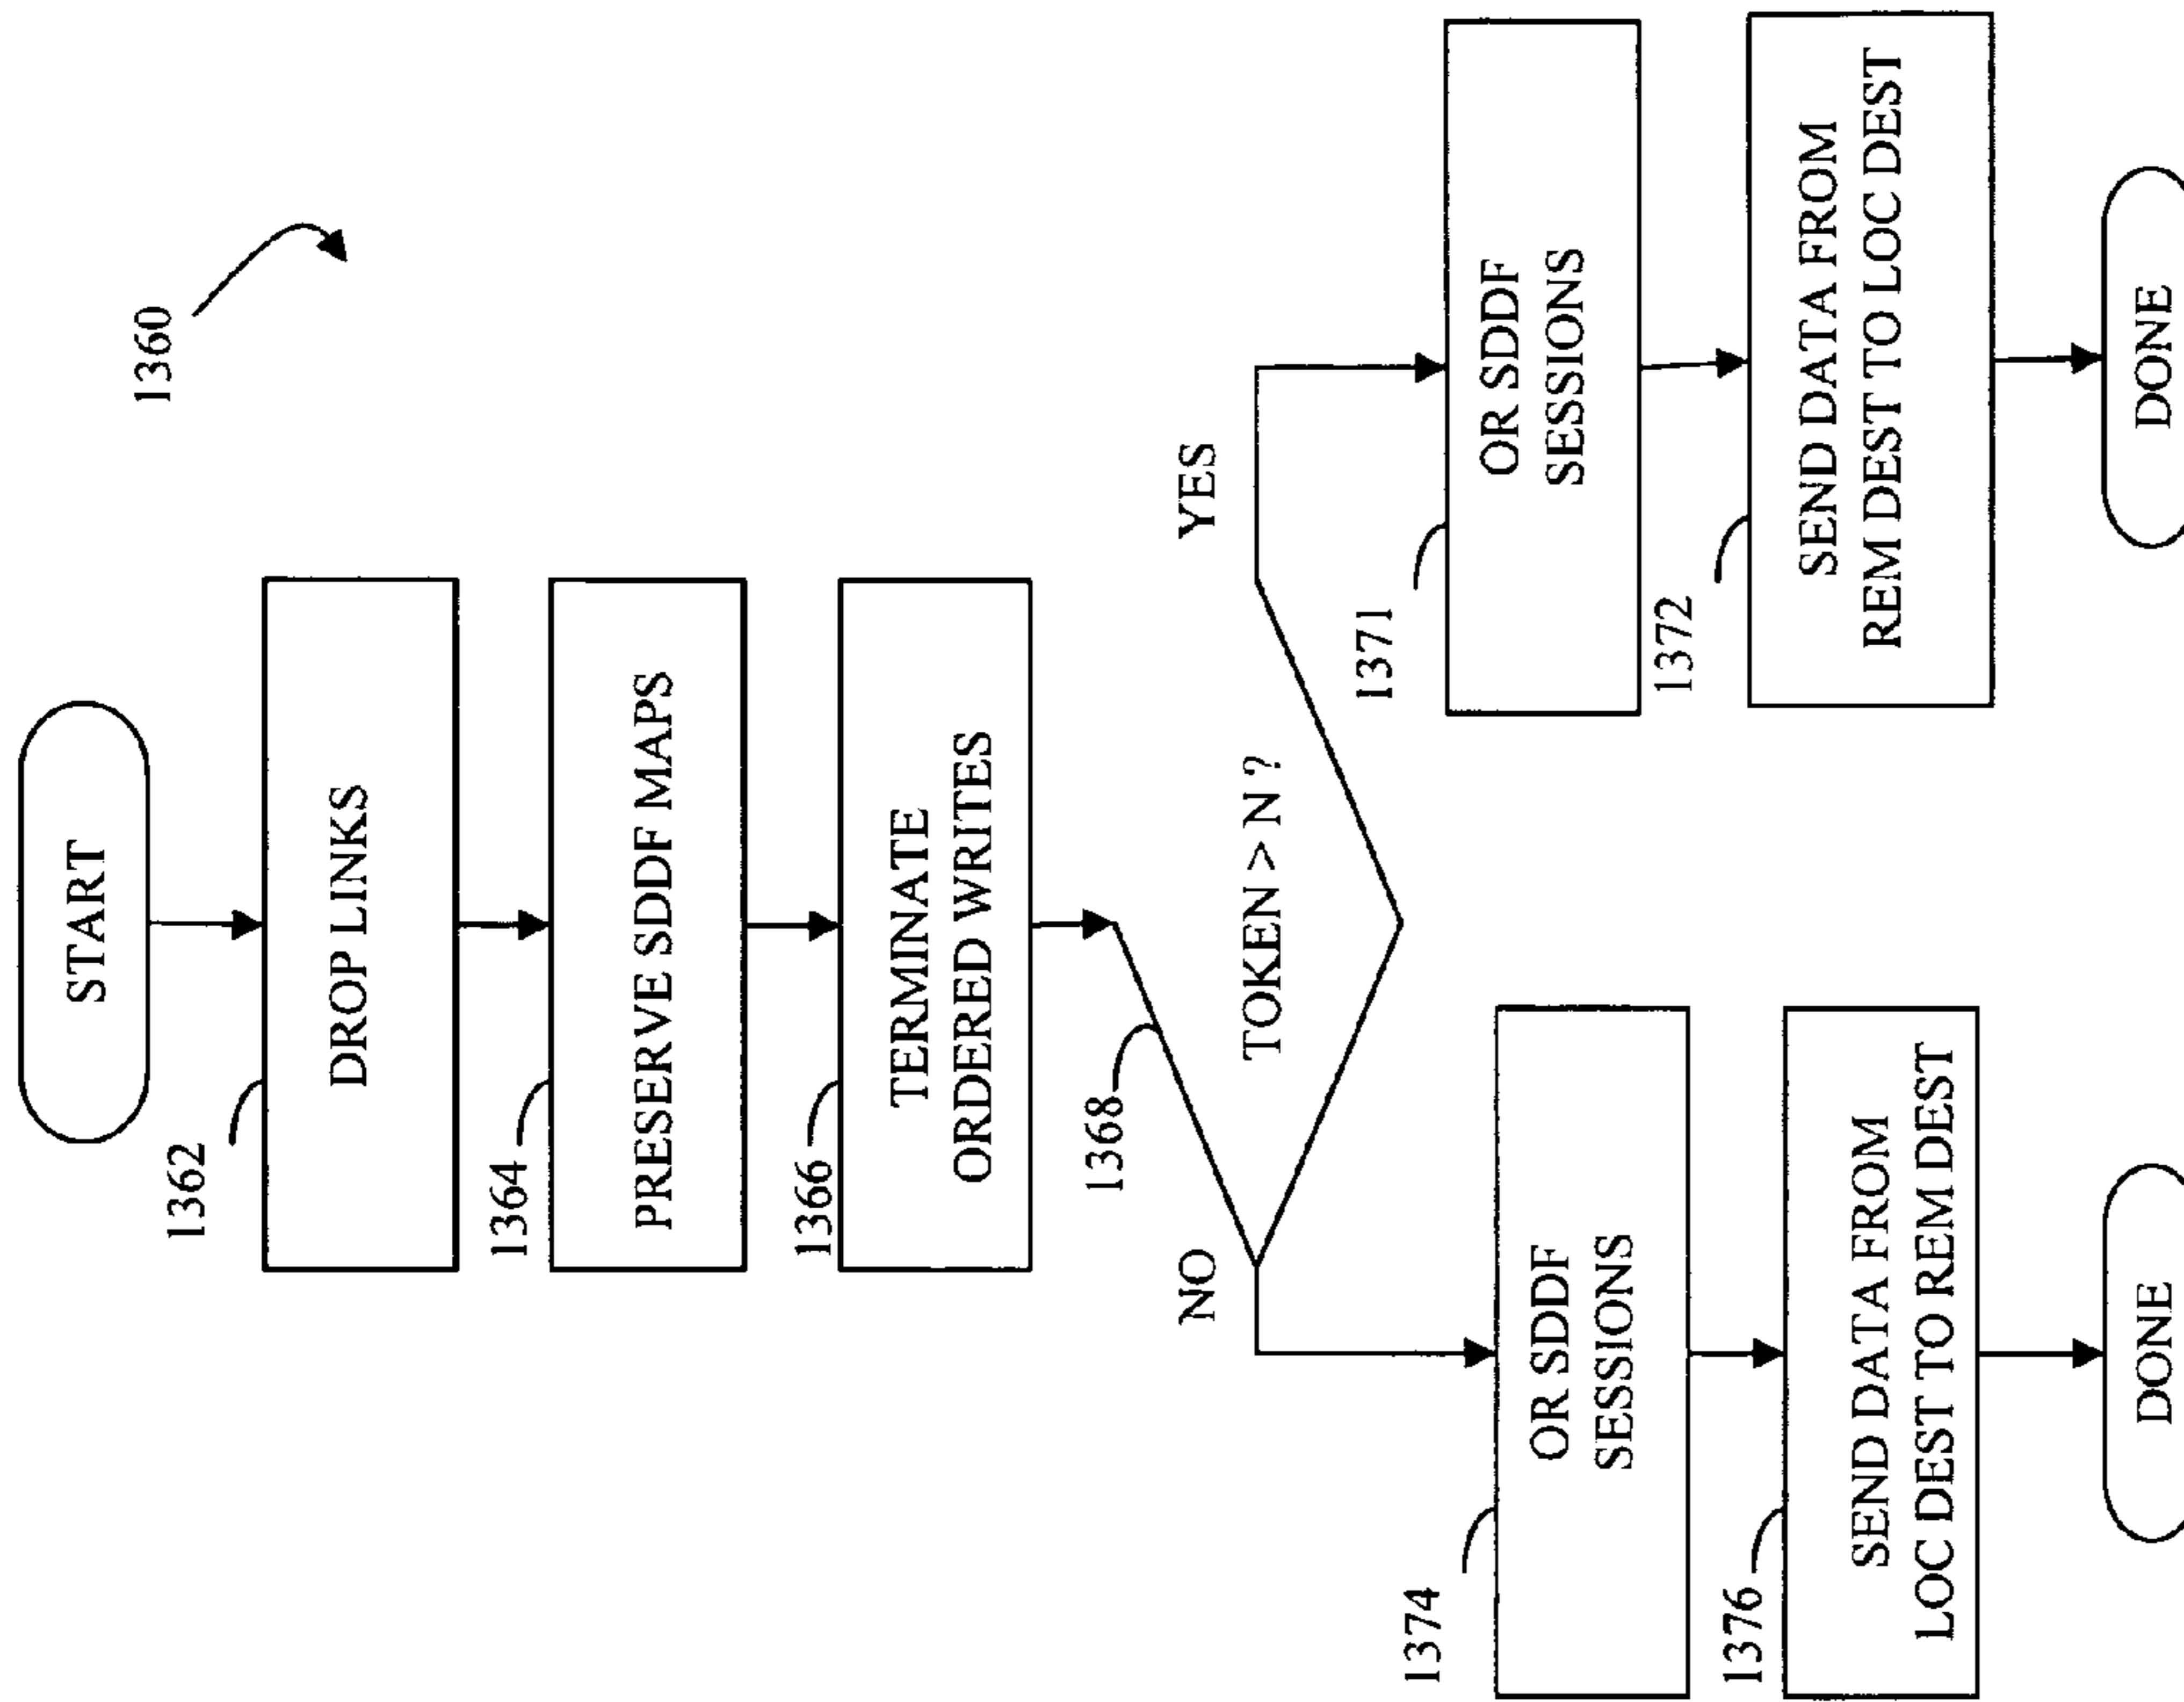 1360
START
1362
DROP LINKS
1364
PRESERVE SDDF MAPS
1366
TERMINATE
ORDERED WRITES
1368
TOKEN > N ?
NO
YES
1374
OR SDDF
SESSIONS
1376
SEND DATA FROM
LOC DEST TO REM DEST
DONE
1371
OR SDDF
SESSIONS
1372
SEND DATA FROM
REM DEST TO LOC DEST
DONE